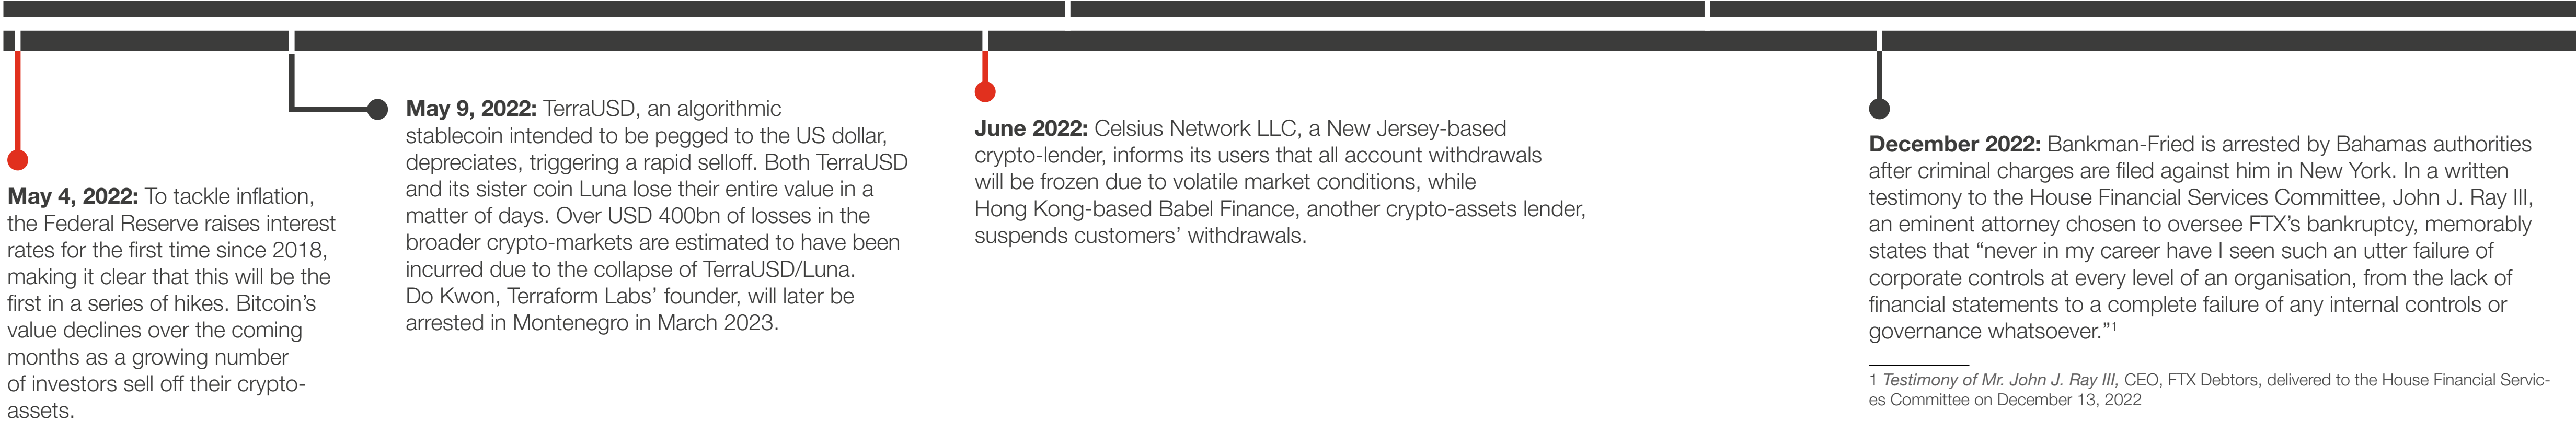 May 4, 2022: To tackle inflation,
the Federal Reserve raises interest
rates for the first time since 2018,
making it clear that this will be the
first in a series of hikes. Bitcoin’s
value declines over the coming
months as a growing number
of investors sell off their crypto-
assets.
May 9, 2022: TerraUSD, an algorithmic
stablecoin intended to be pegged to the US dollar,
depreciates, triggering a rapid selloff. Both TerraUSD
and its sister coin Luna lose their entire value in a
matter of days. Over USD 400bn of losses in the
broader crypto-markets are estimated to have been
incurred due to the collapse of TerraUSD/Luna.
Do Kwon, Terraform Labs’ founder, will later be
arrested in Montenegro in March 2023.
June 2022: Celsius Network LLC, a New Jersey-based
crypto-lender, informs its users that all account withdrawals
will be frozen due to volatile market conditions, while
Hong Kong-based Babel Finance, another crypto-assets lender,
suspends customers’ withdrawals.
December 2022: Bankman-Fried is arrested by Bahamas authorities
after criminal charges are filed against him in New York. In a written
testimony to the House Financial Services Committee, John J. Ray III,
an eminent attorney chosen to oversee FTX’s bankruptcy, memorably
states that “never in my career have I seen such an utter failure of
corporate controls at every level of an organisation, from the lack of
financial statements to a complete failure of any internal controls or
governance whatsoever.”1
1 Testimony of Mr. John J. Ray III, CEO, FTX Debtors, delivered to the House Financial Servic-
es Committee on December 13, 2022